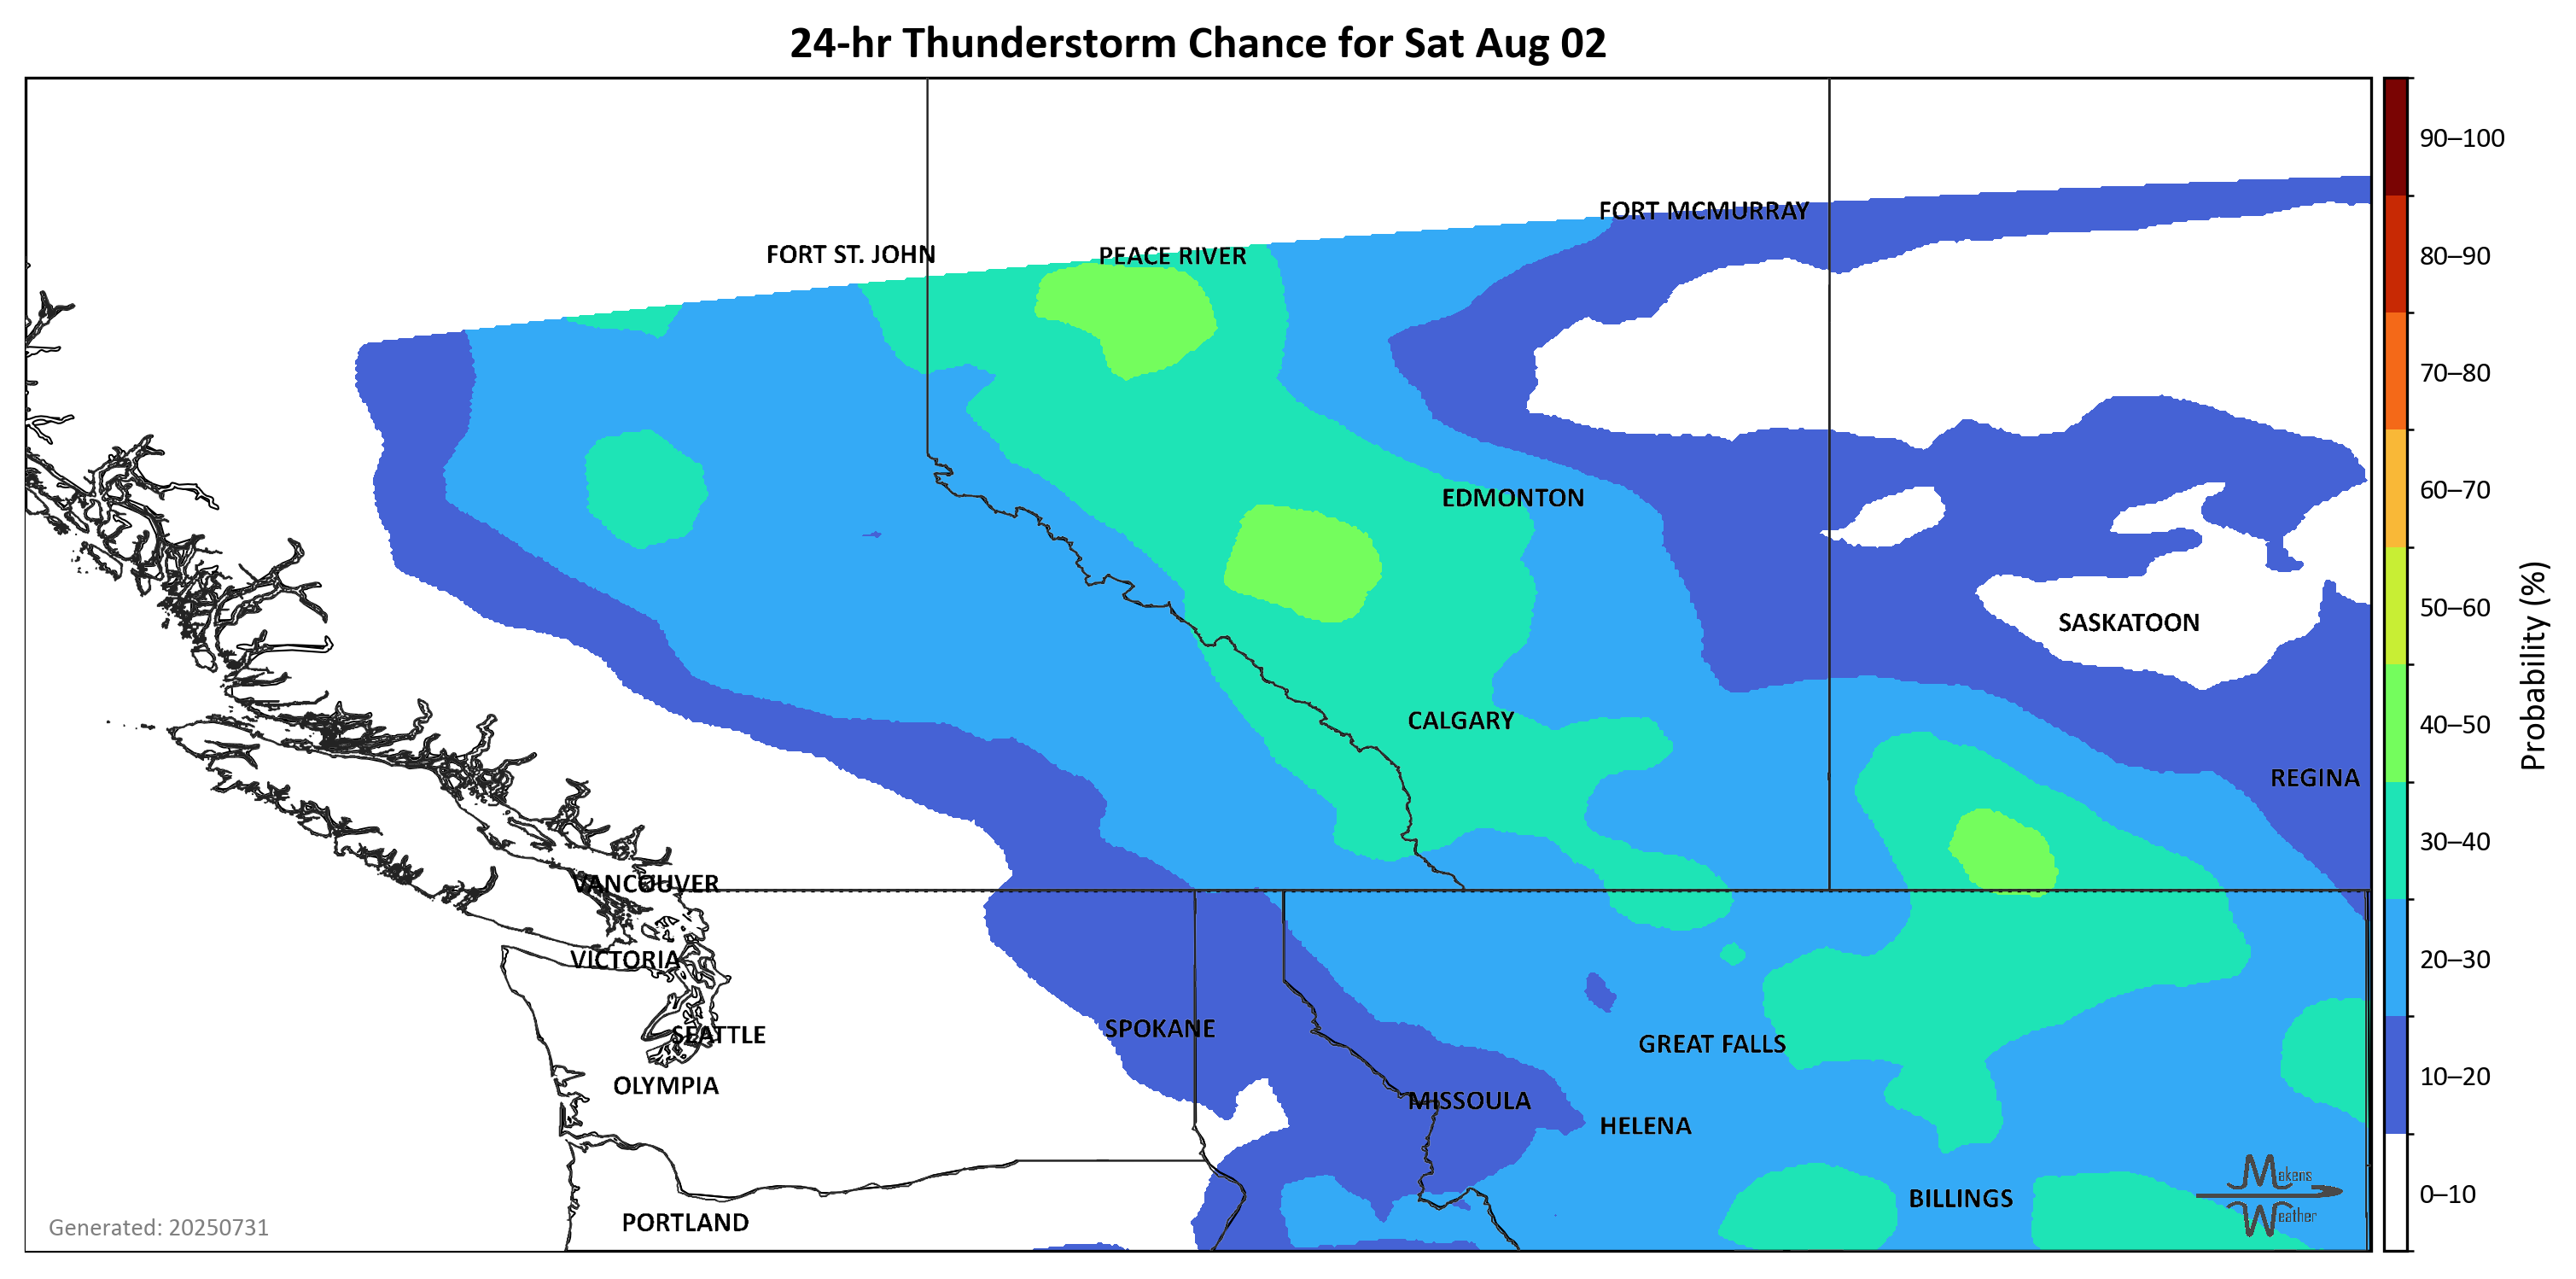 24-hr Thunderstorm Chance for Sat Aug 02
90–100
FORT MCMURRAY
FORT ST. JOHN
PEACE RIVER
80–90
70–80
60–70
EDMONTON
50–60
SASKATOON
Probability (%)
CALGARY
40–50
REGINA
30–40
VANCOUVER
VICTORIA
20–30
SPOKANE
SEATTLE
GREAT FALLS
OLYMPIA
10–20
MISSOULA
HELENA
Makens
0–10
BILLINGS
Weather
PORTLAND
Generated: 20250731